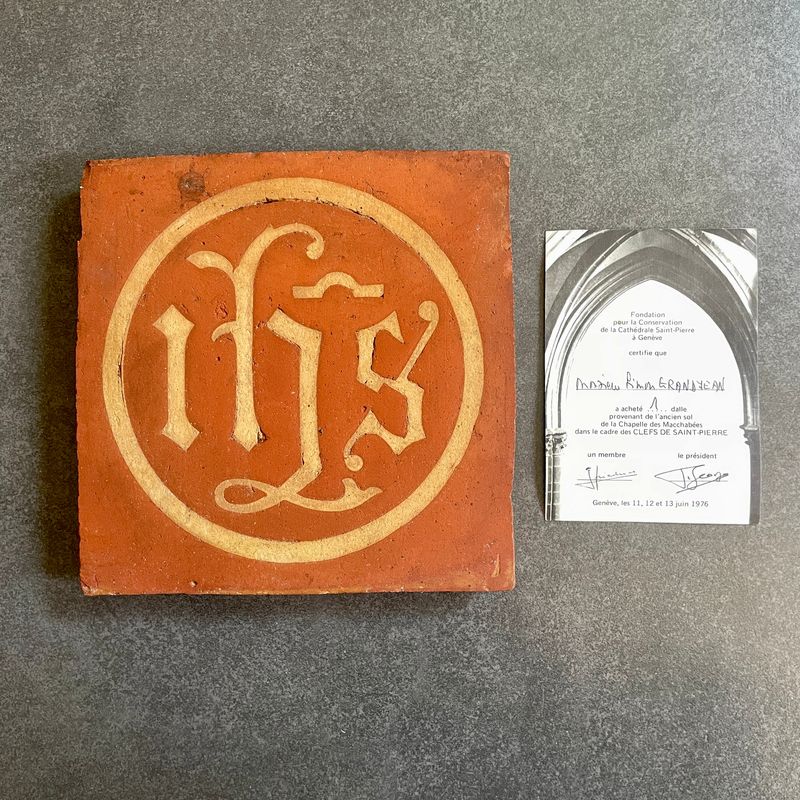 ihs
Fondation
pour la Conservation
de la Cathédrale Saint-Pierre
à Genève
certifie que
GRANDJEAN
a acheté 1 dalle
provenant de l'ancien sol
de la Chapelle des Macchabées
dans le cadre des CLEFS DE SAINT-PIERRE
un membre le président
Genève, les 11, 12 et 13 juin 1976